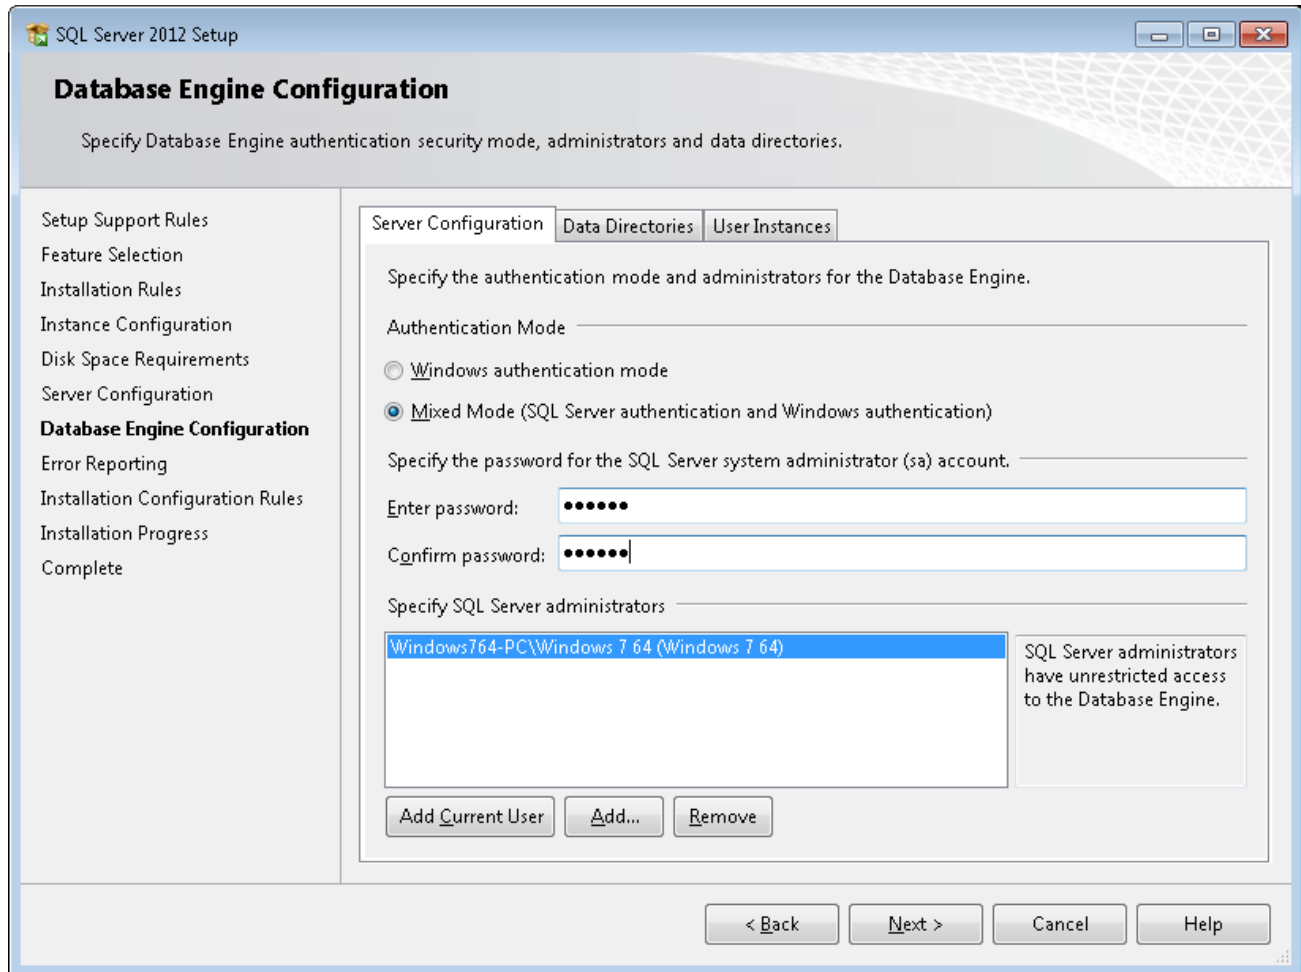 SQL Server 2012 Setup
Database Engine Configuration
Specify Database Engine authentication security mode, administrators and data directories.
Setup Support Rules
Feature Selection
Installation Rules
Instance Configuration
Disk Space Requirements
Server Configuration
Database Engine Configuration
Error Reporting
Installation Configuration Rules
Installation Progress
Complete
Server Configuration
Data Directories
User Instances
Specify the authentication mode and administrators for the Database Engine.
Authentication Mode
Windows authentication mode
Mixed Mode (SQL Server authentication and Windows authentication)
Specify the password for the SQL Server system administrator (sa) account.
Enter password: ●●●●●●
Confirm password: ●●●●●●
Specify SQL Server administrators
Windows764-PC\Windows 7 64 (Windows 7 64)
SQL Server administrators
have unrestricted access
to the Database Engine.
Add Current User
Add...
Remove
< Back
Next >
Cancel
Help